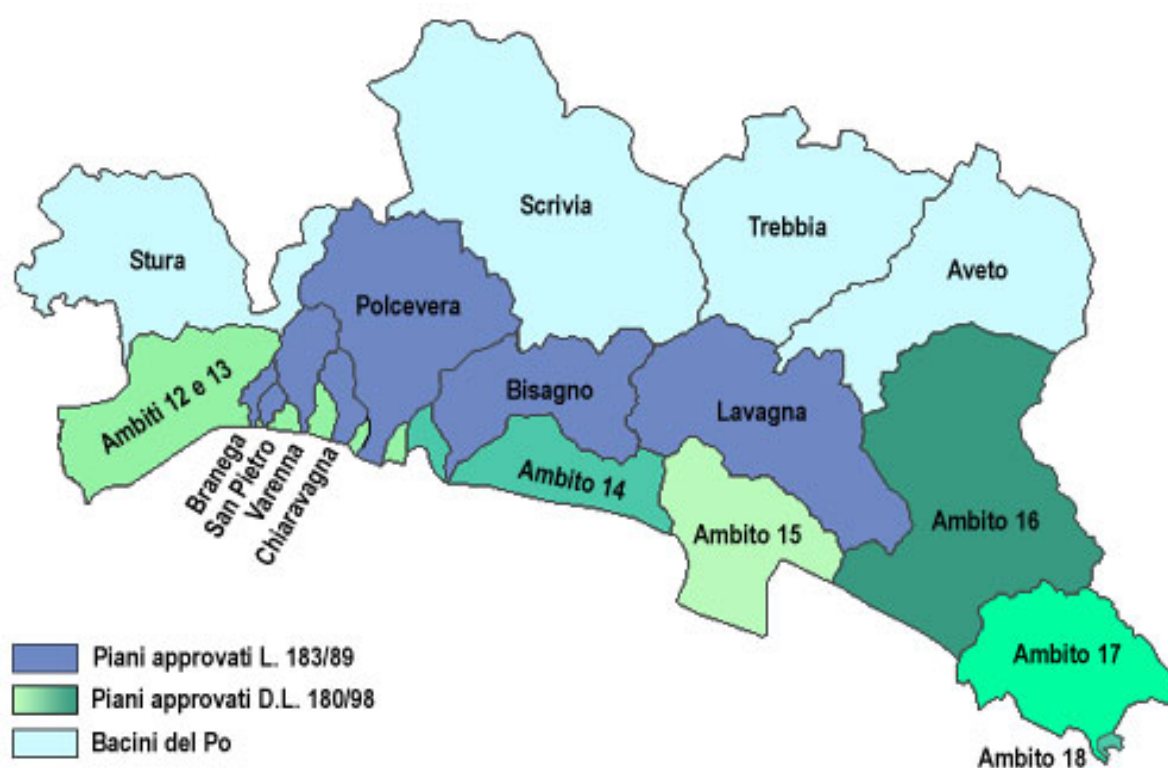 Scrivia
Trebbia
Stura
Aveto
Polcevera
Ambiti 12 e 13
Bisagno
Lavagna
Branega
San Pietro
Varenna
Chiaravagna
Ambito 14
Ambito 15
Ambito 16
Ambito 17
Ambito 18
Piani approvati L. 183/89
Piani approvati D.L. 180/98
Bacini del Po